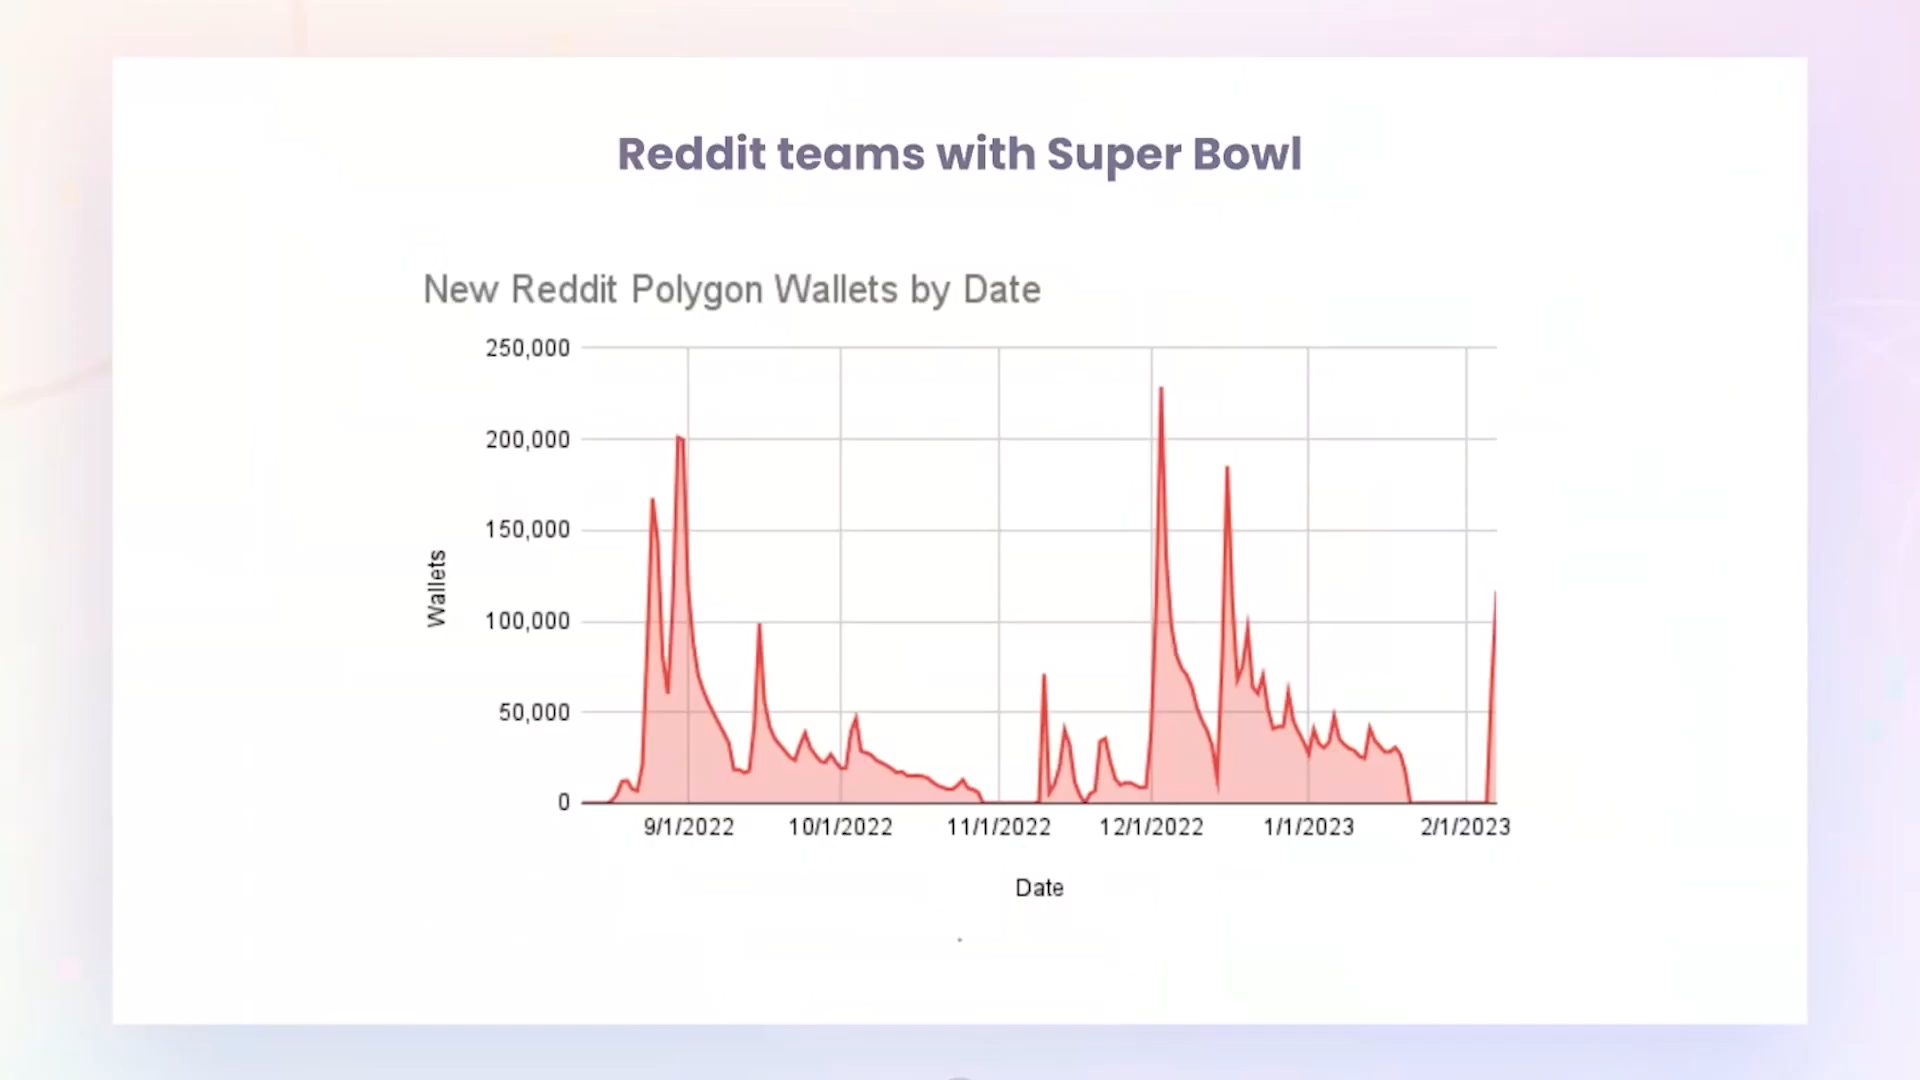 Reddit teams with Super Bowl
New Reddit Polygon Wallets by Date
250,000
200,000
150,000
100,000
50,000
0
Wallets
9/1/2022 10/1/2022 11/1/2022 12/1/2022 1/1/2023 2/1/2023
Date